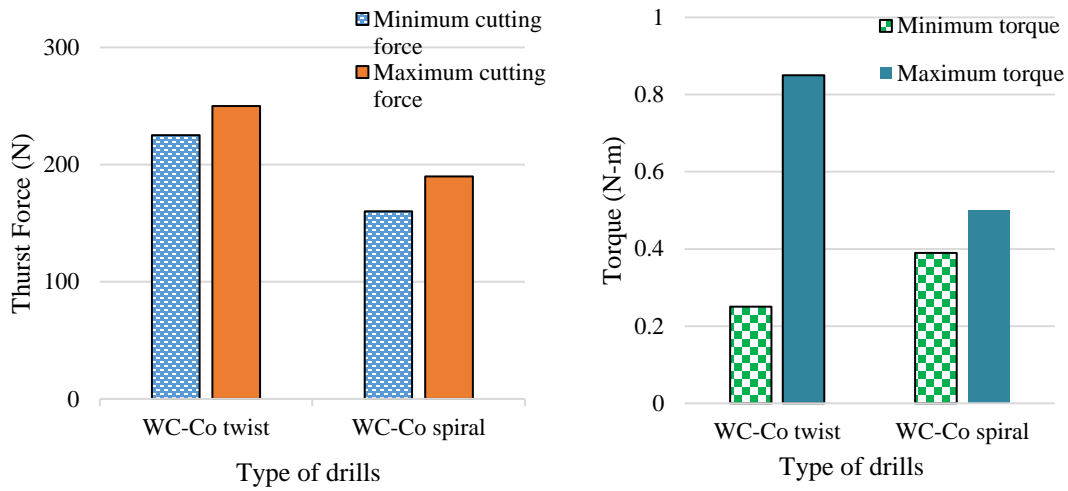 Minimum cutting
force
Maximum cutting
force
300
200
100
0
Thurst Force (N)
WC-Co twist
WC-Co spiral
Type of drills
Minimum torque
Maximum torque
1
0.8
0.6
0.4
0.2
0
Torque (N-m)
WC-Co twist
WC-Co spiral
Type of drills